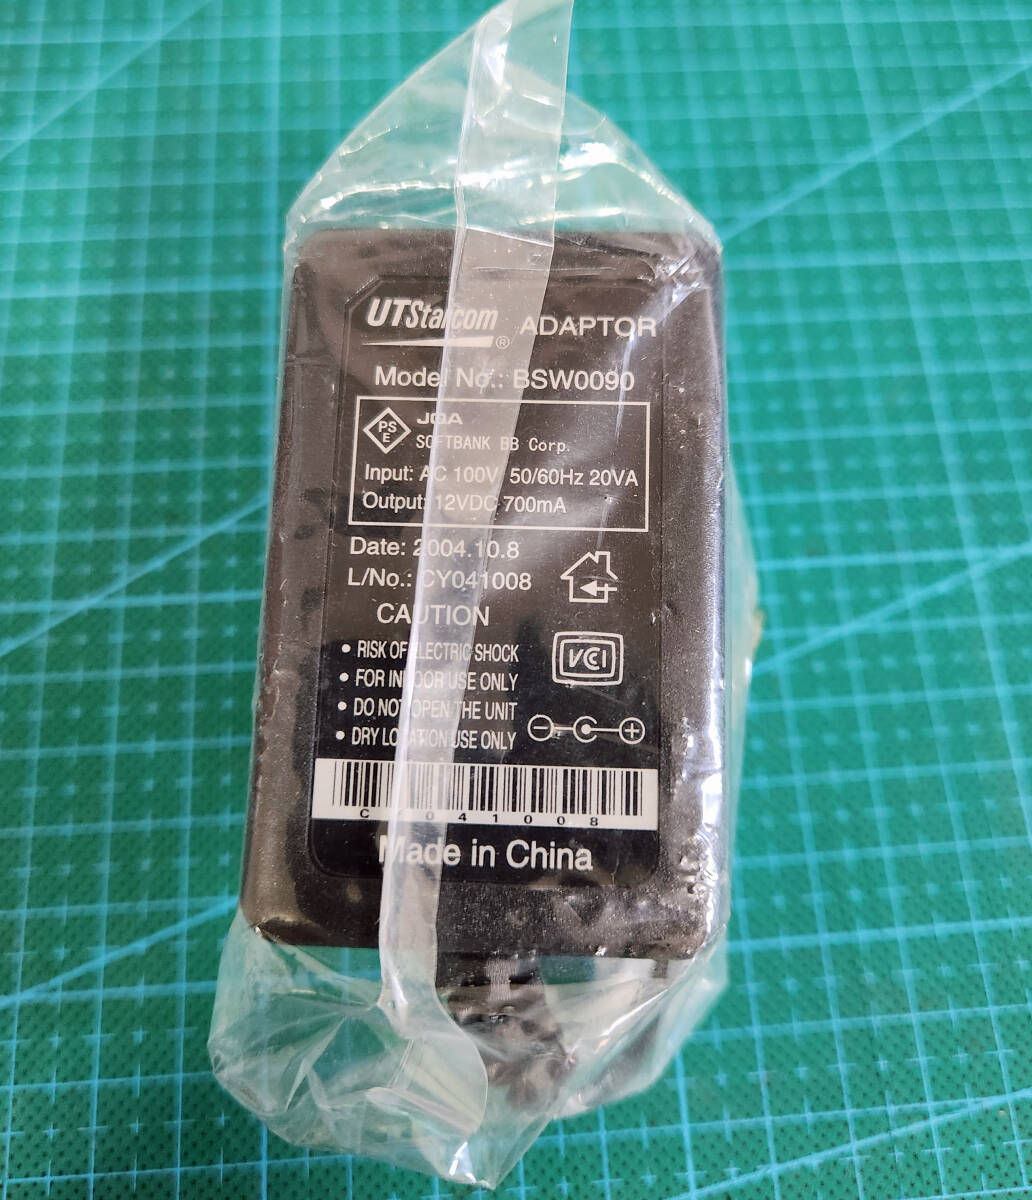 UTStarcom ® ADAPTOR
Model No.: BSW0090
PS
E
JQA
SOFTBANK BB Corp.
Input: AC 100V 50/60Hz 20VA
Output: 12VDC 700mA
Date: 2004.10.8
L/No.: CY041008
CAUTION
• RISK OF ELECTRIC SHOCK
• FOR INDOOR USE ONLY
• DO NOT OPEN THE UNIT
• DRY LOCATION USE ONLY
VCCI
C 041008
Made in China